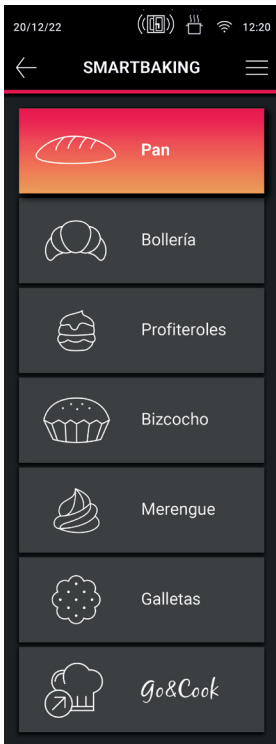 20/12/22 12:20
SMARTBAKING
Pan
Bollería
Profiteroles
Bizcocho
Merengue
Galletas
Go&Cook